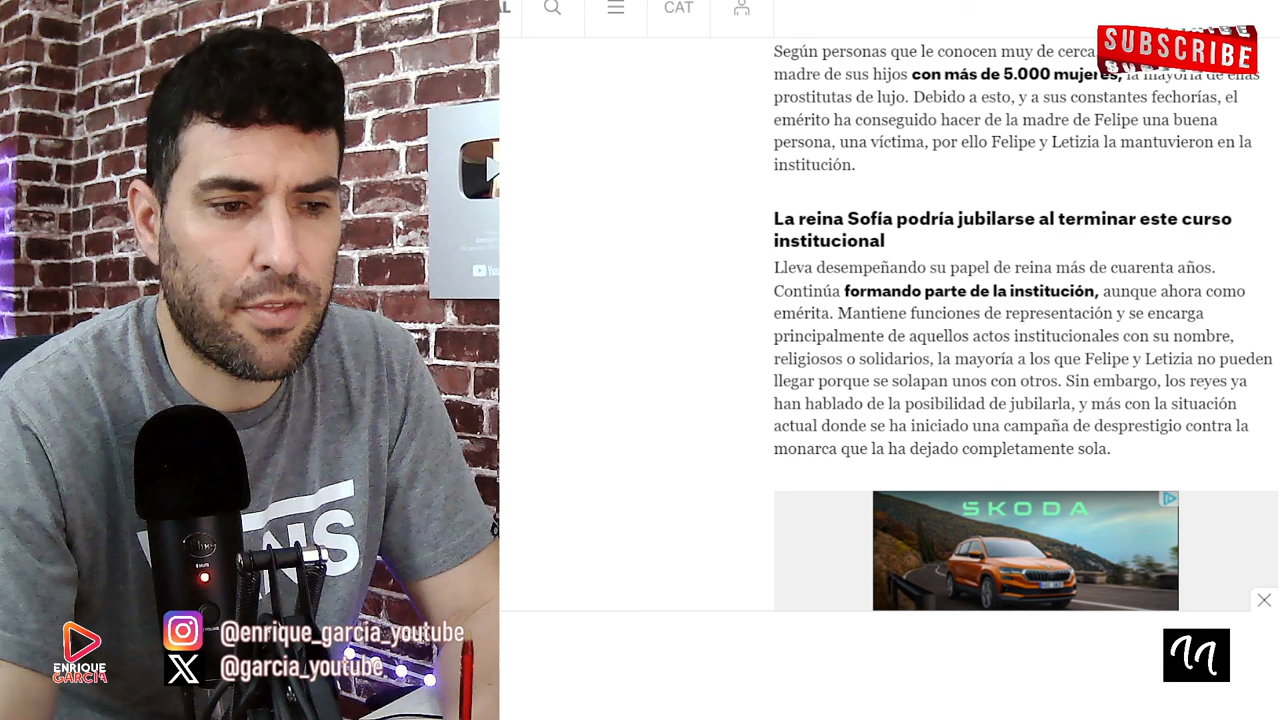 AL
CAT
SUBSCRIBE
Según personas que le conocen muy de cerca
madre de sus hijos con más de 5.000 mujeres, la mayoría de ellas
prostitutas de lujo. Debido a esto, y a sus constantes fechorías, el
emérito ha conseguido hacer de la madre de Felipe una buena
persona, una víctima, por ello Felipe y Letizia la mantuvieron en la
institución.
La reina Sofía podría jubilarse al terminar este curso
institucional
Lleva desempeñando su papel de reina más de cuarenta años.
Continúa formando parte de la institución, aunque ahora como
emérita. Mantiene funciones de representación y se encarga
principalmente de aquellos actos institucionales con su nombre,
religiosos o solidarios, la mayoría a los que Felipe y Letizia no pueden
llegar porque se solapan unos con otros. Sin embargo, los reyes ya
han hablado de la posibilidad de jubilarla, y más con la situación
actual donde se ha iniciado una campaña de desprestigio contra la
monarca que la ha dejado completamente sola.
SKODA
VANS
ENRIQUE
GARCIA
@enrique_garcia_youtube
@garcia_youtube